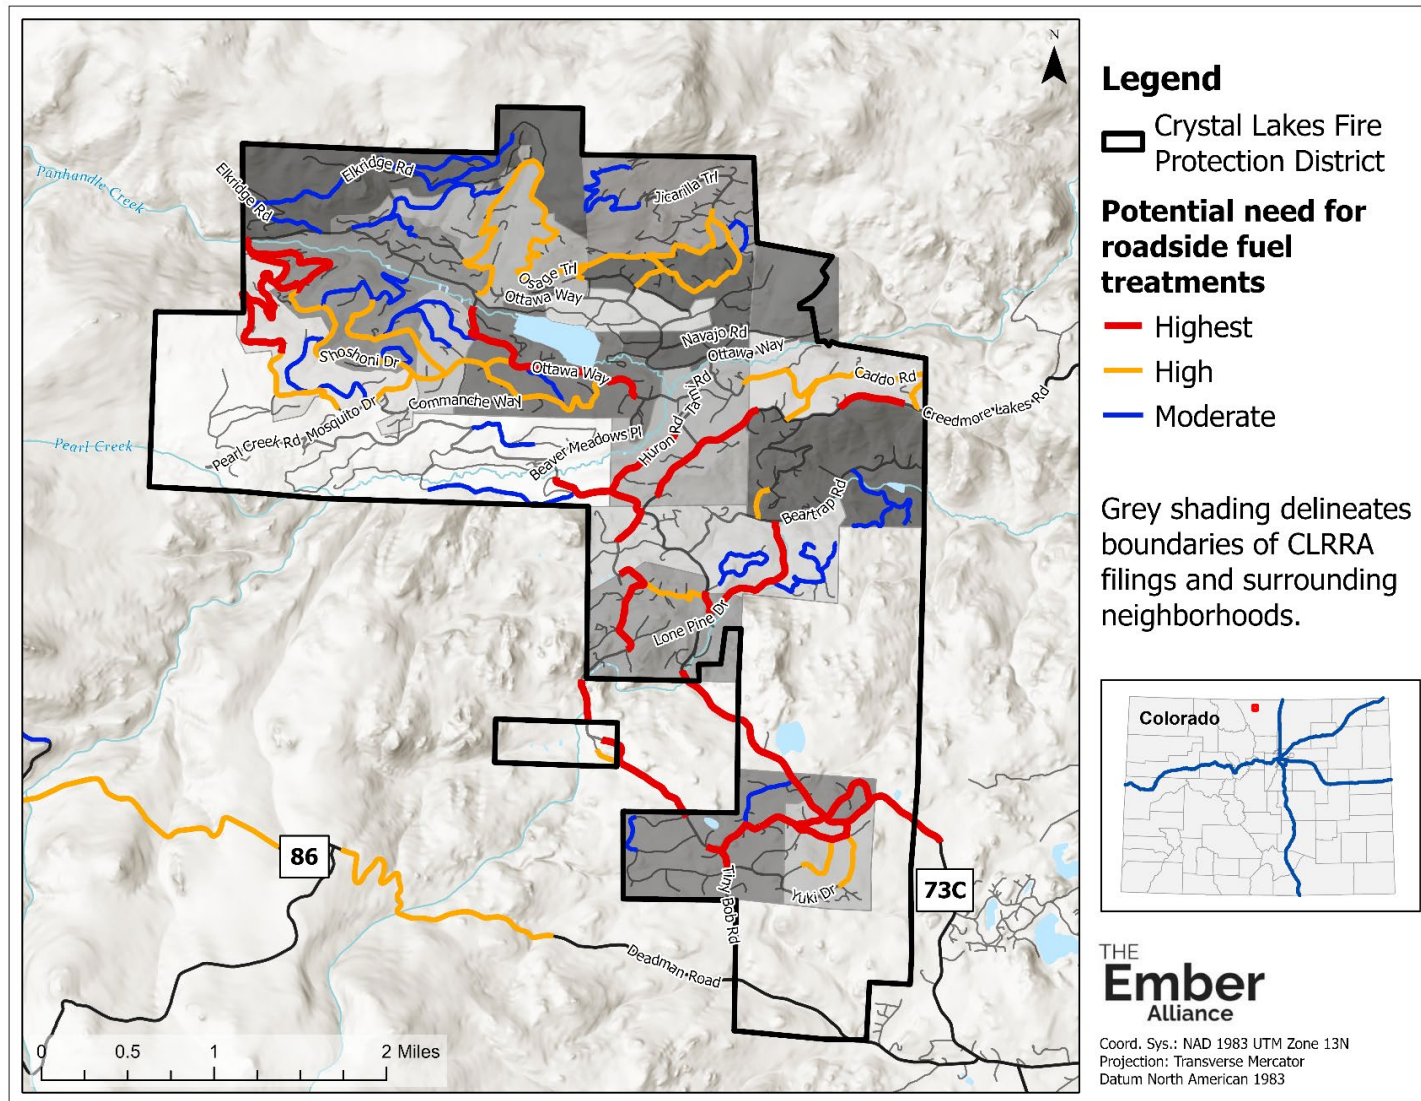 N
Panhandle Creek
Elkridge Rd
Elkridge Rd
Jicarilla Trl
Osage Trl
Ottawa Way
Navajo Rd
Ottawa Way
Shoshoni Dr
Ottawa Way
Tami Rd
Caddo Rd
Creedmore Lakes Rd
Commanche Way
Mosquito Dr
Pearl Creek Rd
Pearl Creek
Beaver Meadows Pl
Huron Rd
Beartrap Rd
Lone Pine Dr
86
Yuki Dr
73C
Tiny Bob Rd
Deadman Road
0 0.5 1 2 Miles
Legend
Crystal Lakes Fire
Protection District
Potential need for
roadside fuel
treatments
Highest
High
Moderate
Grey shading delineates
boundaries of CLRRA
filings and surrounding
neighborhoods.
Colorado
THE
Ember
Alliance
Coord. Sys.: NAD 1983 UTM Zone 13N
Projection: Transverse Mercator
Datum North American 1983